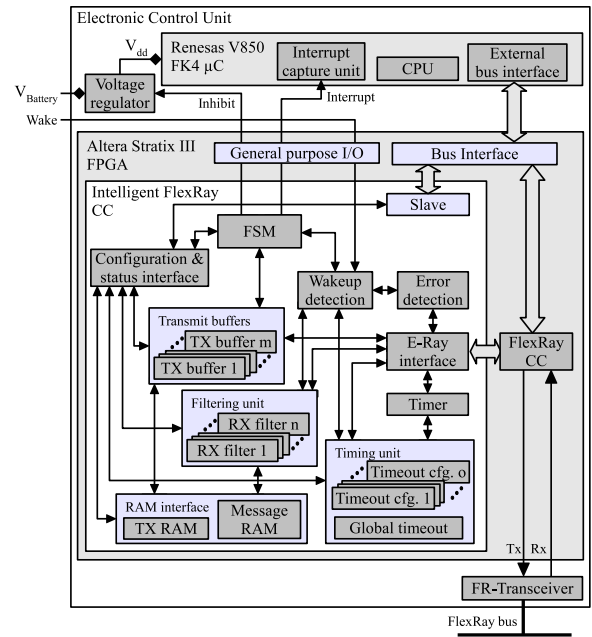 Electronic Control Unit
Vdd
Renesas V850
FK4 μC
Interrupt
capture unit
CPU
External
bus interface
VBattery
Voltage
regulator
Inhibit
Interrupt
Wake
Altera Stratix III
FPGA
General purpose I/O
Bus Interface
Intelligent FlexRay
CC
Slave
FSM
Configuration &
status interface
Wakeup
detection
Error
detection
Transmit buffers
TX buffer m
TX buffer 1
E-Ray
interface
FlexRay
CC
Filtering unit
RX filter n
RX filter 1
Timer
Timing unit
Timeout cfg. o
Timeout cfg. 1
Global timeout
RAM interface
TX RAM
Message
RAM
Tx
Rx
FR-Transceiver
FlexRay bus